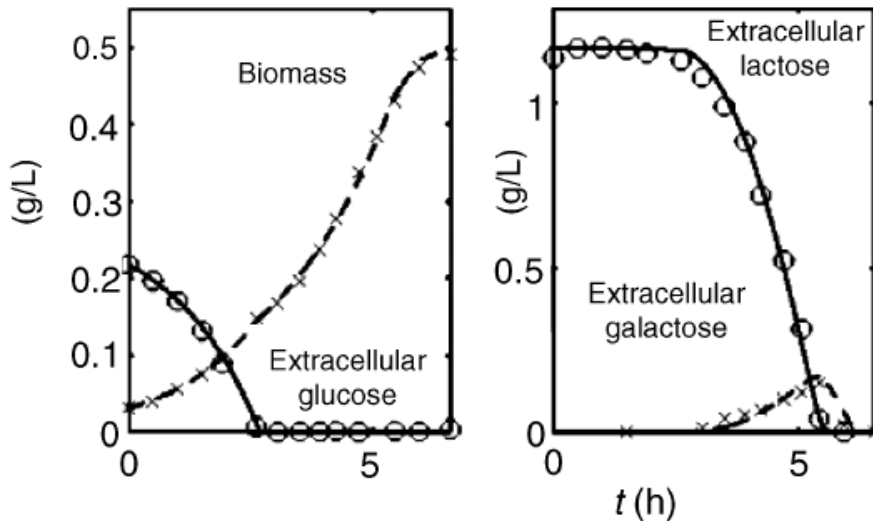 5
0.5
0.4
0.3
0.2
0.1
0
(g/L)
Biomass
Extracellular
glucose
0
5
1
0.5
0
(g/L)
Extracellular
lactose
Extracellular
galactose
0
5
t (h)